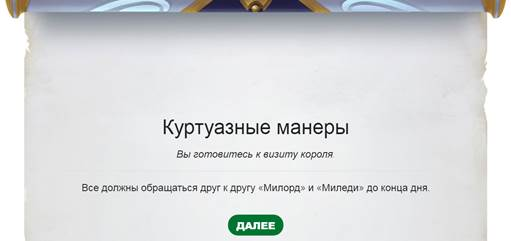 Куртуазные манеры
Вы готовитесь к визиту короля
Все должны обращаться друг к другу «Милорд» и «Миледи» до конца дня.
ДАЛЕЕ